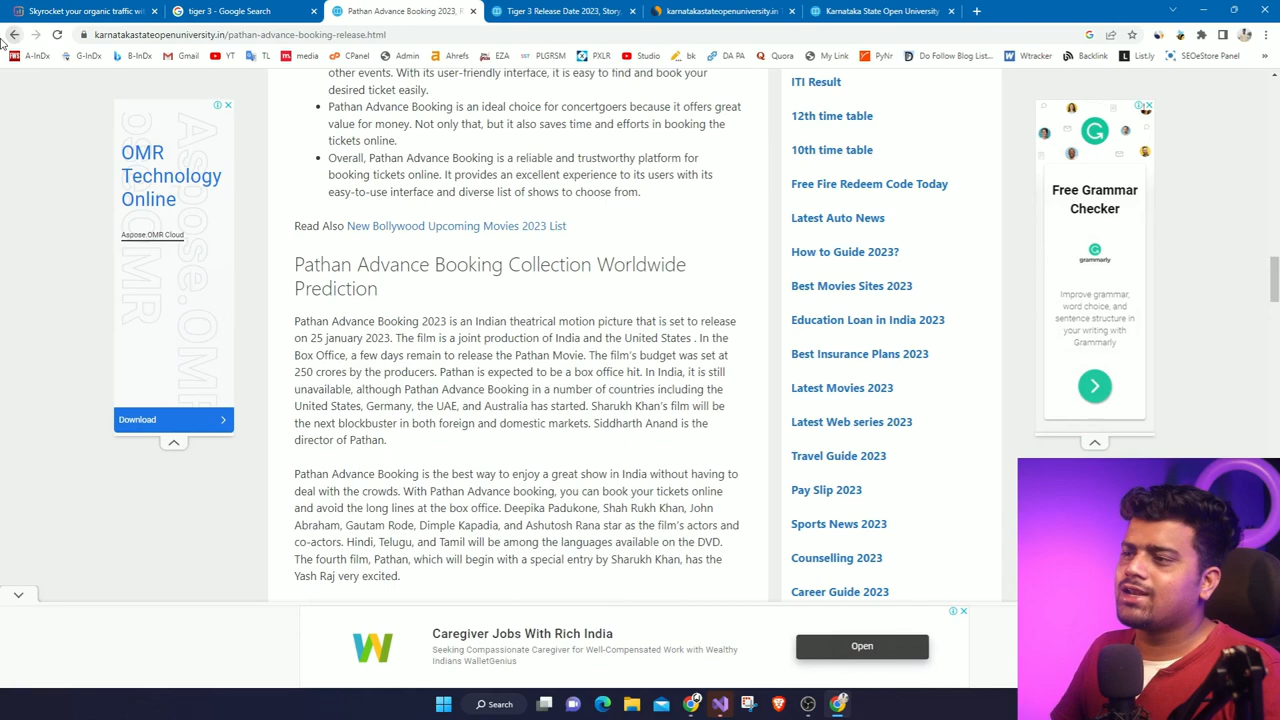 Skyrocket your organic traffic wit
tiger 3 - Google Search
Pathan Advance Booking 2023, R
Tiger 3 Release Date 2023, Story,
karnatakastateopenuniversity.in T
Karnataka State Open University,
karnatakastateopenuniversity.in/pathan-advance-booking-release.html
A-InDx
G-InDx
B-InDx
Gmail
YT
TL
media
CPanel
Admin
Ahrefs
EZA
PLGRSM
PXLR
Studio
bk
DA PA
Quora
My Link
PyNr
Do Follow Blog List...
Wtracker
Backlink
List.ly
SEOeStore Panel
other events. With its user-friendly interface, it is easy to find and book your
desired ticket easily.
Pathan Advance Booking is an ideal choice for concertgoers because it offers great
value for money. Not only that, but it also saves time and efforts in booking the
tickets online.
Overall, Pathan Advance Booking is a reliable and trustworthy platform for
booking tickets online. It provides an excellent experience to its users with its
easy-to-use interface and diverse list of shows to choose from.
Read Also New Bollywood Upcoming Movies 2023 List
Pathan Advance Booking Collection Worldwide
Prediction
Pathan Advance Booking 2023 is an Indian theatrical motion picture that is set to release
on 25 january 2023. The film is a joint production of India and the United States . In the
Box Office, a few days remain to release the Pathan Movie. The film's budget was set at
250 crores by the producers. Pathan is expected to be a box office hit. In India, it is still
unavailable, although Pathan Advance Booking in a number of countries including the
United States, Germany, the UAE, and Australia has started. Sharukh Khan's film will be
the next blockbuster in both foreign and domestic markets. Siddharth Anand is the
director of Pathan.
Pathan Advance Booking is the best way to enjoy a great show in India without having to
deal with the crowds. With Pathan Advance booking, you can book your tickets online
and avoid the long lines at the box office. Deepika Padukone, Shah Rukh Khan, John
Abraham, Gautam Rode, Dimple Kapadia, and Ashutosh Rana star as the film's actors and
co-actors. Hindi, Telugu, and Tamil will be among the languages available on the DVD.
The fourth film, Pathan, which will begin with a special entry by Sharukh Khan, has the
Yash Raj very excited.
ITI Result
12th time table
10th time table
Free Fire Redeem Code Today
Latest Auto News
How to Guide 2023?
Best Movies Sites 2023
Education Loan in India 2023
Best Insurance Plans 2023
Latest Movies 2023
Latest Web series 2023
Travel Guide 2023
Pay Slip 2023
Sports News 2023
Counselling 2023
Career Guide 2023
OMR
Technology
Online
Aspose.OMR Cloud
Aspose.OMR
Download
Free Grammar
Checker
grammarly
Improve grammar,
word choice, and
sentence structure in
your writing with
Grammarly
Caregiver Jobs With Rich India
Seeking Compassionate Caregiver for Well-Compensated Work with Wealthy
Indians WalletGenius
Open
Search